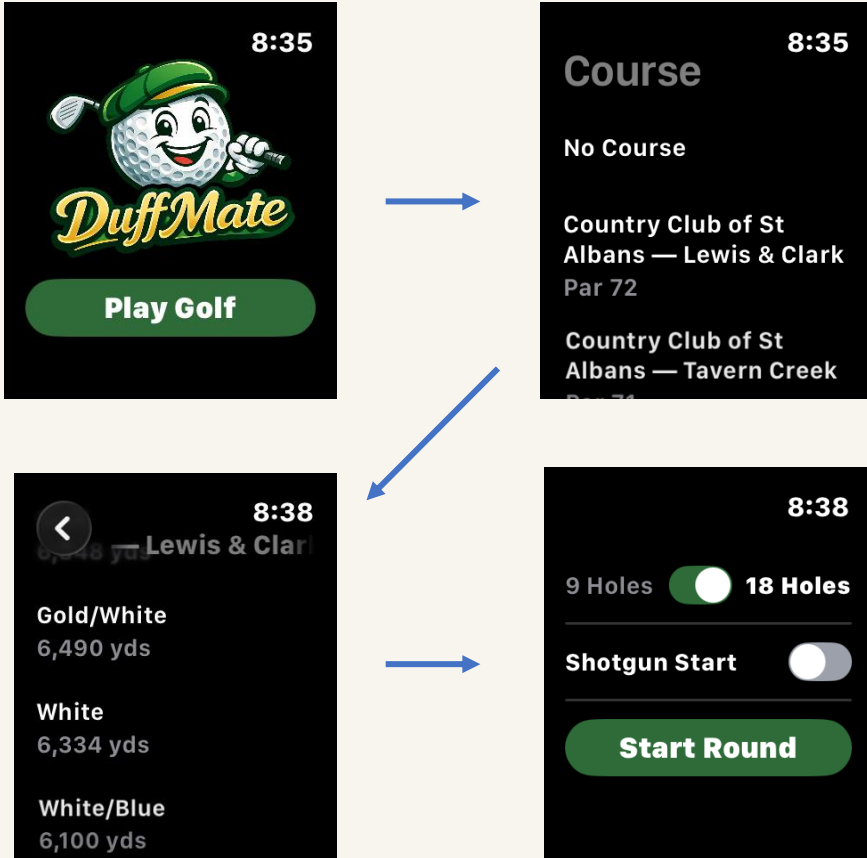 8:35
DuffMate
Play Golf
8:35
Course
No Course
Country Club of St
Albans — Lewis & Clark
Par 72
Country Club of St
Albans — Tavern Creek
Par 71
8:38
— Lewis & Clar
Gold/White
6,490 yds
White
6,334 yds
White/Blue
6,100 yds
8:38
9 Holes
18 Holes
Shotgun Start
Start Round